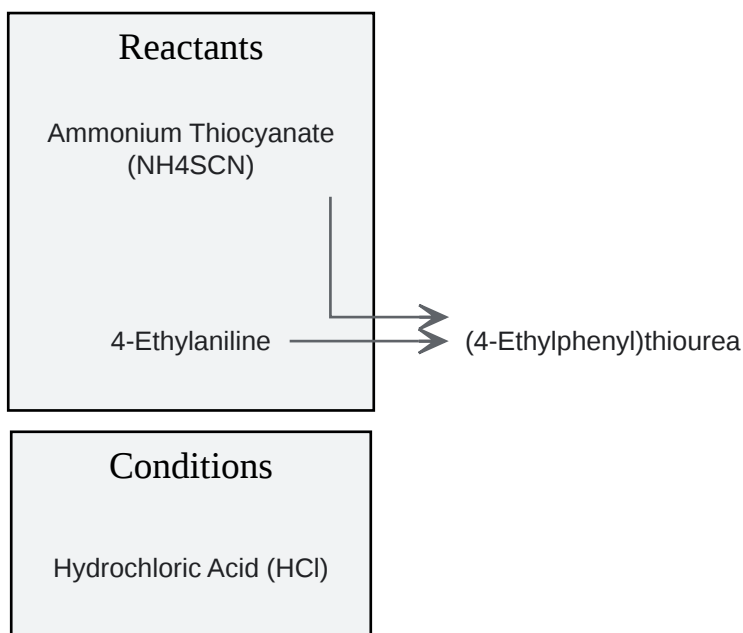 Reactants
Ammonium Thiocyanate
(NH4SCN)
4-Ethylaniline
(4-Ethylphenyl)thiourea
Conditions
Hydrochloric Acid (HCl)